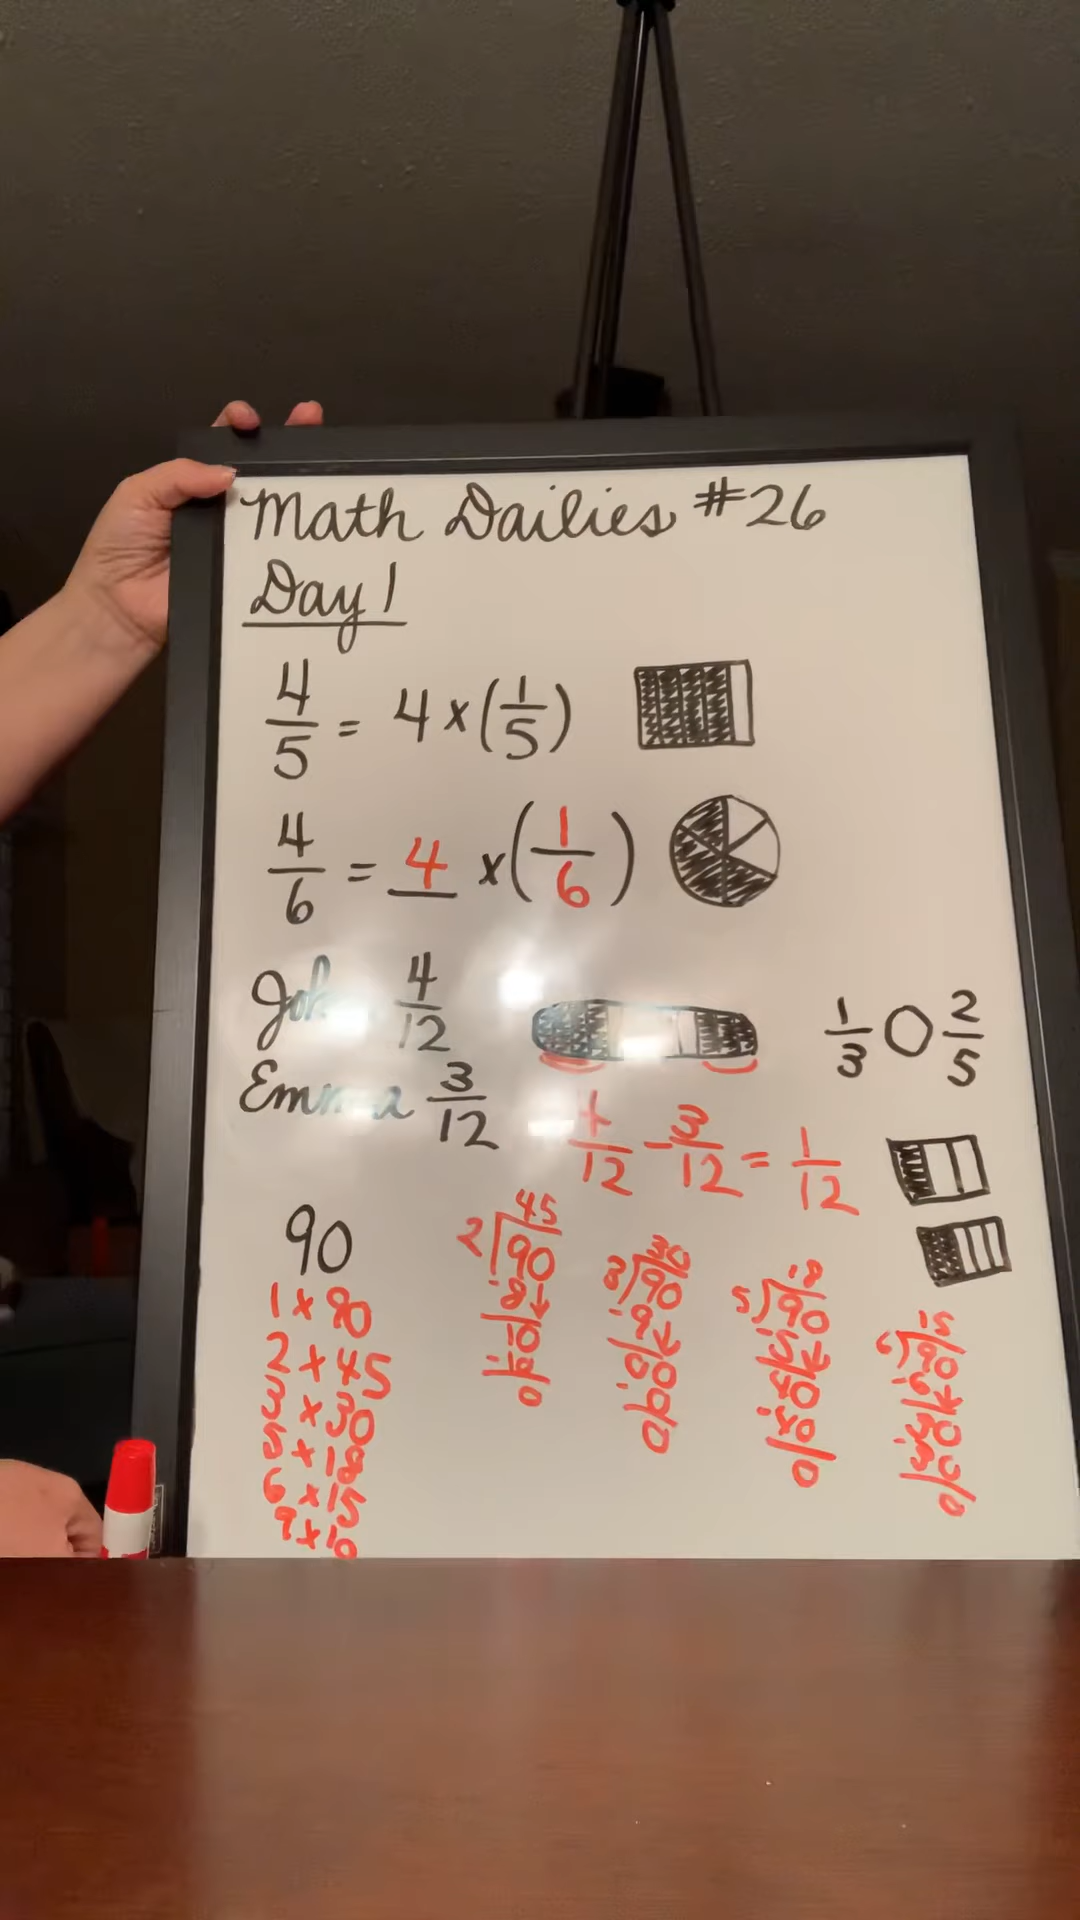 Math Dailies #26
Day 1
4/5 = 4 × (1/5)
4/6 = 4 × (1/6)
John 4/12
Emma 3/12
1/3 ○ 2/5
4/12 - 3/12 = 1/12
90
1 × 90
2 × 45
3 × 30
5 × 18
6 × 15
9 × 10
45
2)90
-8
10
-10
0
30
3)90
-9
00
-0
0
18
5)90
-5
40
-40
0
15
6)90
-6
30
-30
0